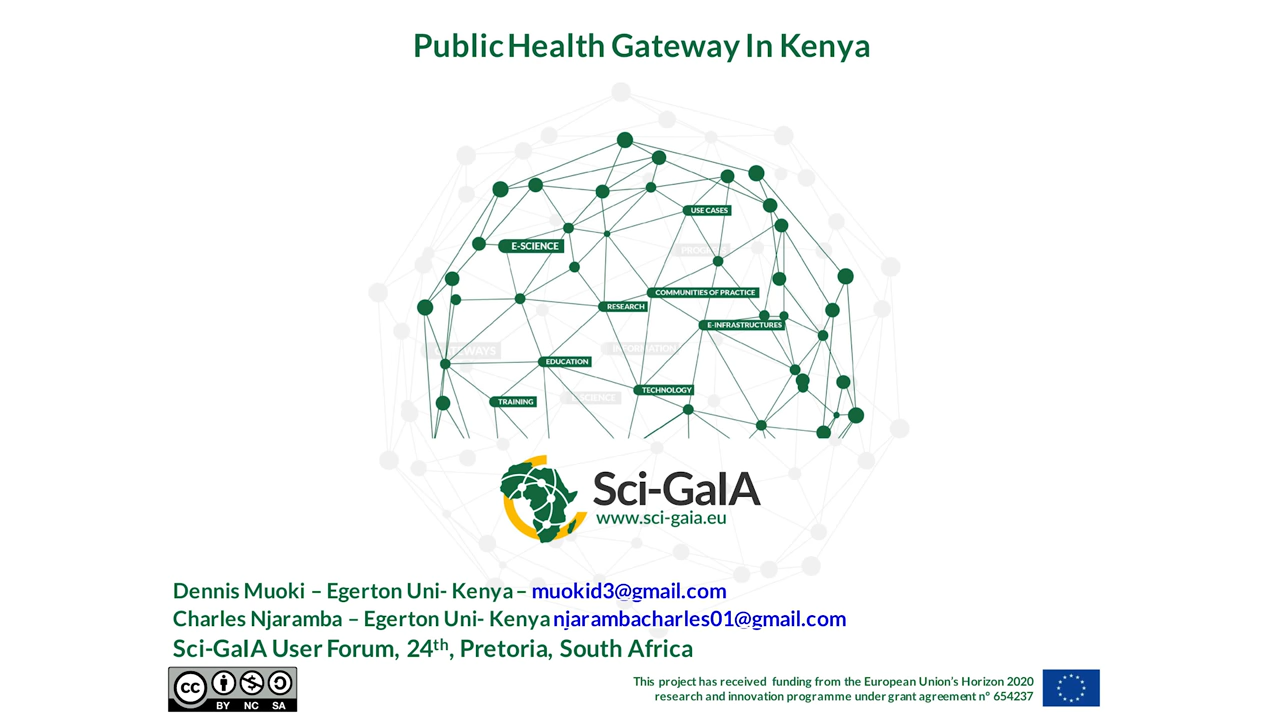 Public Health Gateway In Kenya
USE CASES
E-SCIENCE
COMMUNITIES OF PRACTICE
RESEARCH
E-INFRASTRUCTURES
INFORMATION
EDUCATION
TECHNOLOGY
E-SCIENCE
TRAINING
Sci-GaIA
www.sci-gaia.eu
Dennis Muoki – Egerton Uni- Kenya – muokid3@gmail.com
Charles Njaramba – Egerton Uni- Kenya njarambacharles01@gmail.com
Sci-GaIA User Forum, 24th, Pretoria, South Africa
cc
BY NC SA
This project has received funding from the European Union's Horizon 2020
research and innovation programme under grant agreement n° 654237